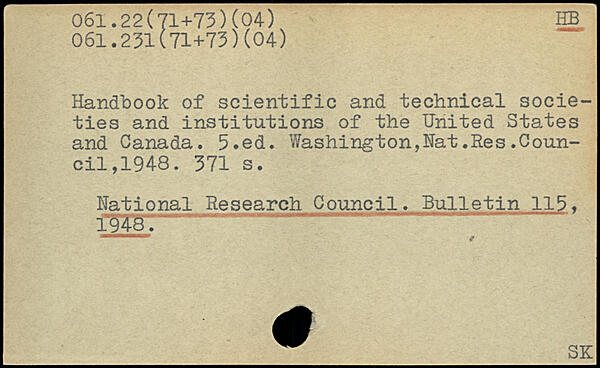 061.22(71+73)(04) HB
061.231(71+73)(04)
Handbook of scientific and technical socie-
ties and institutions of the United States
and Canada. 5.ed. Washington,Nat.Res.Coun-
cil,1948. 371 s.
National Research Council. Bulletin 115,
1948.
SK